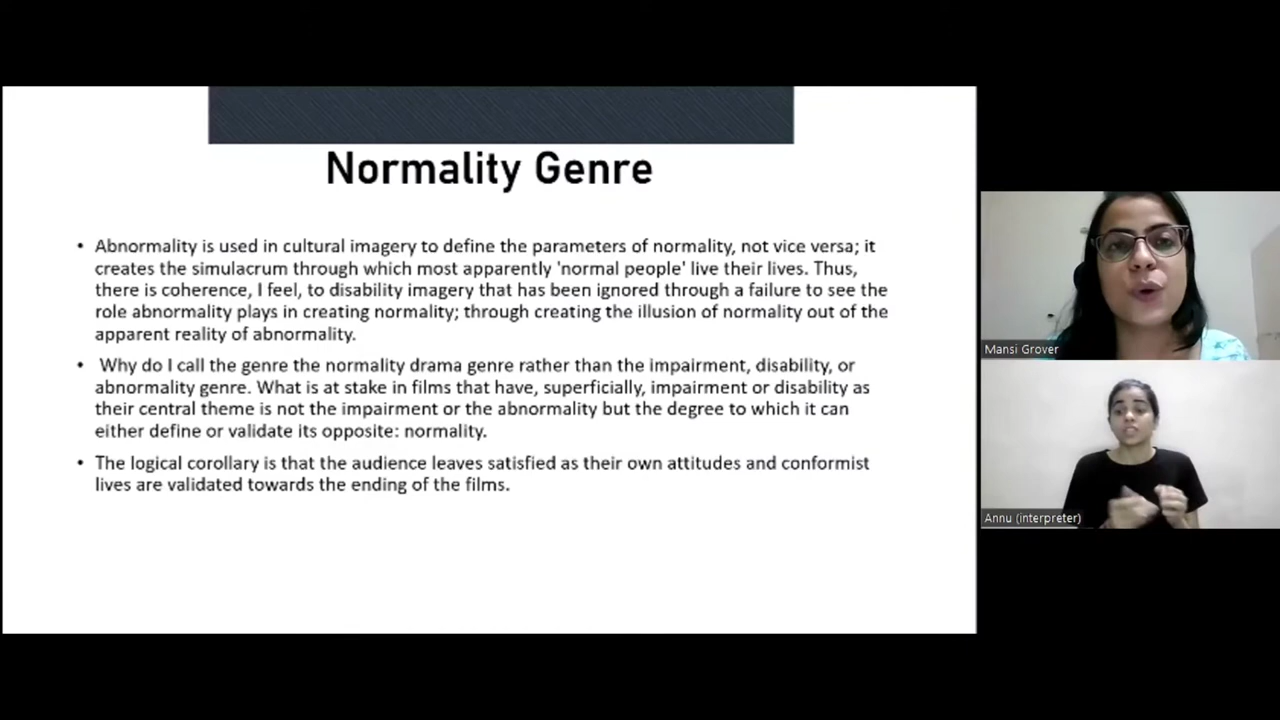 Normality Genre
• Abnormality is used in cultural imagery to define the parameters of normality, not vice versa; it
creates the simulacrum through which most apparently 'normal people' live their lives. Thus,
there is coherence, I feel, to disability imagery that has been ignored through a failure to see the
role abnormality plays in creating normality; through creating the illusion of normality out of the
apparent reality of abnormality.
• Why do I call the genre the normality drama genre rather than the impairment, disability, or
abnormality genre. What is at stake in films that have, superficially, impairment or disability as
their central theme is not the impairment or the abnormality but the degree to which it can
either define or validate its opposite: normality.
• The logical corollary is that the audience leaves satisfied as their own attitudes and conformist
lives are validated towards the ending of the films.
Mansi Grover
Annu (interpreter)